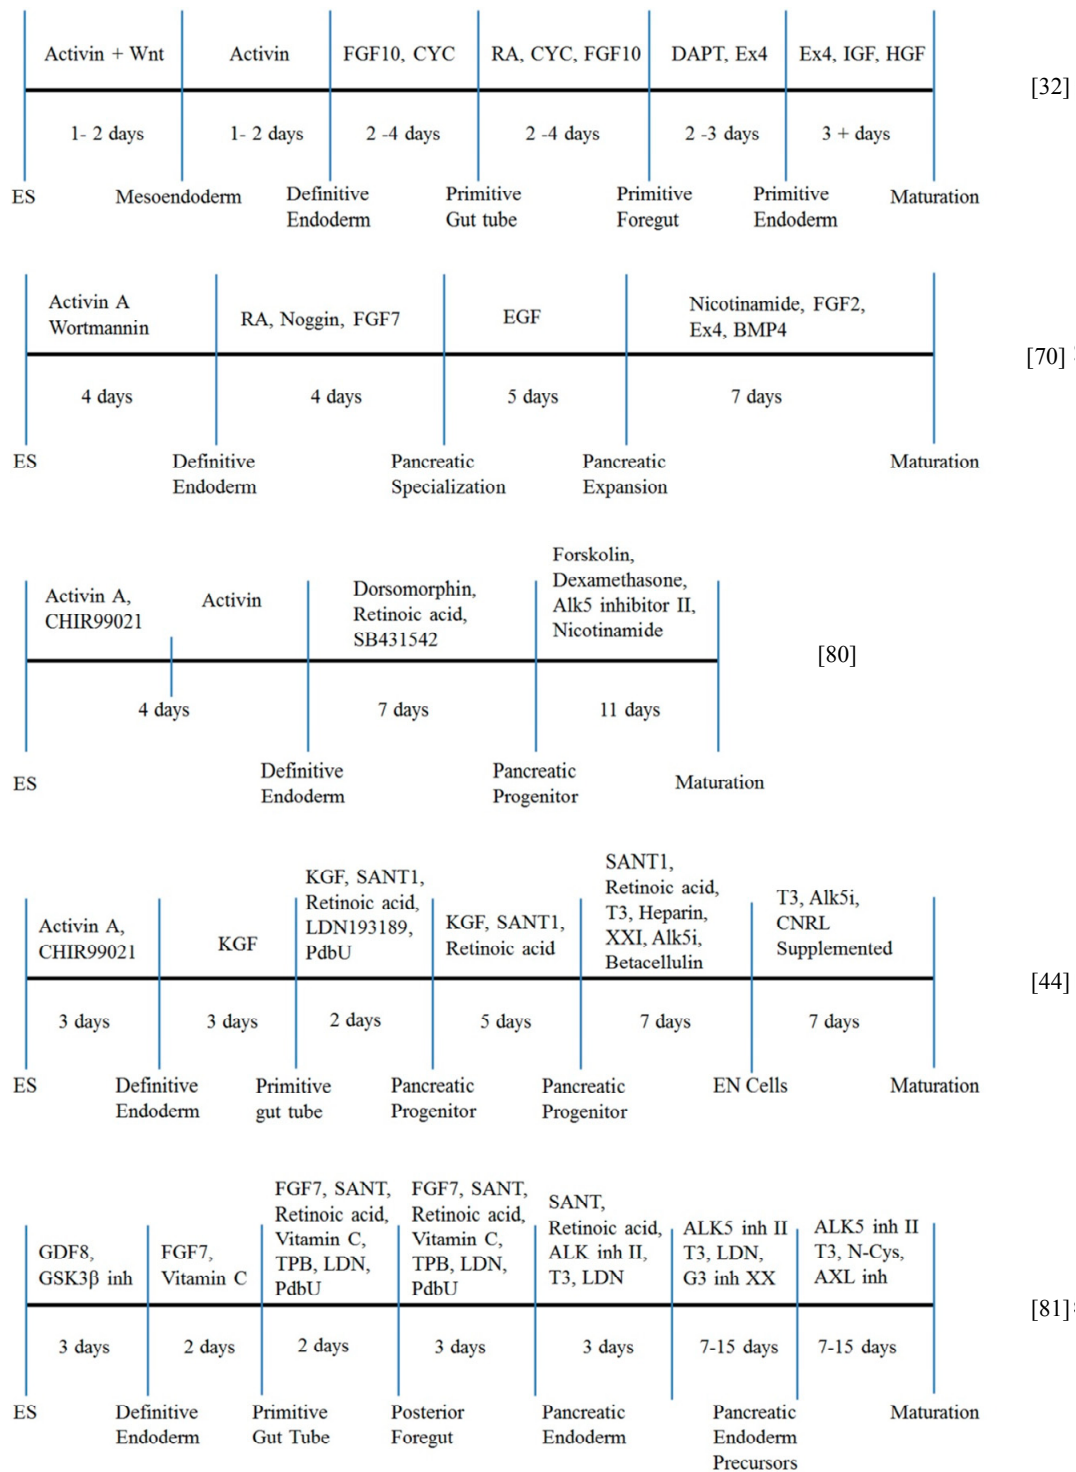 Activin + Wnt
Activin
FGF10, CYC
RA, CYC, FGF10
DAPT, Ex4
Ex4, IGF, HGF
[32]
1- 2 days
1- 2 days
2 -4 days
2 -4 days
2 -3 days
3 + days
ES
Mesoendoderm
Definitive
Endoderm
Primitive
Gut tube
Primitive
Foregut
Primitive
Endoderm
Maturation
Activin A
Wortmannin
RA, Noggin, FGF7
EGF
Nicotinamide, FGF2,
Ex4, BMP4
[70]
4 days
4 days
5 days
7 days
ES
Definitive
Endoderm
Pancreatic
Specialization
Pancreatic
Expansion
Maturation
Activin A,
CHIR99021
Activin
Dorsomorphin,
Retinoic acid,
SB431542
Forskolin,
Dexamethasone,
Alk5 inhibitor II,
Nicotinamide
[80]
4 days
7 days
11 days
ES
Definitive
Endoderm
Pancreatic
Progenitor
Maturation
Activin A,
CHIR99021
KGF
KGF, SANT1,
Retinoic acid,
LDN193189,
PdbU
KGF, SANT1,
Retinoic acid
SANT1,
Retinoic acid,
T3, Heparin,
XXI, Alk5i,
Betacellulin
T3, Alk5i,
CNRL
Supplemented
[44]
3 days
3 days
2 days
5 days
7 days
7 days
ES
Definitive
Endoderm
Primitive
gut tube
Pancreatic
Progenitor
Pancreatic
Progenitor
EN Cells
Maturation
GDF8,
GSK3β inh
FGF7,
Vitamin C
FGF7, SANT,
Retinoic acid,
Vitamin C,
TPB, LDN,
PdbU
FGF7, SANT,
Retinoic acid,
Vitamin C,
TPB, LDN,
PdbU
SANT,
Retinoic acid,
ALK inh II,
T3, LDN
ALK5 inh II
T3, LDN,
G3 inh XX
ALK5 inh II
T3, N-Cys,
AXL inh
[81]
3 days
2 days
2 days
3 days
3 days
7-15 days
7-15 days
ES
Definitive
Endoderm
Primitive
Gut Tube
Posterior
Foregut
Pancreatic
Endoderm
Pancreatic
Endoderm
Precursors
Maturation